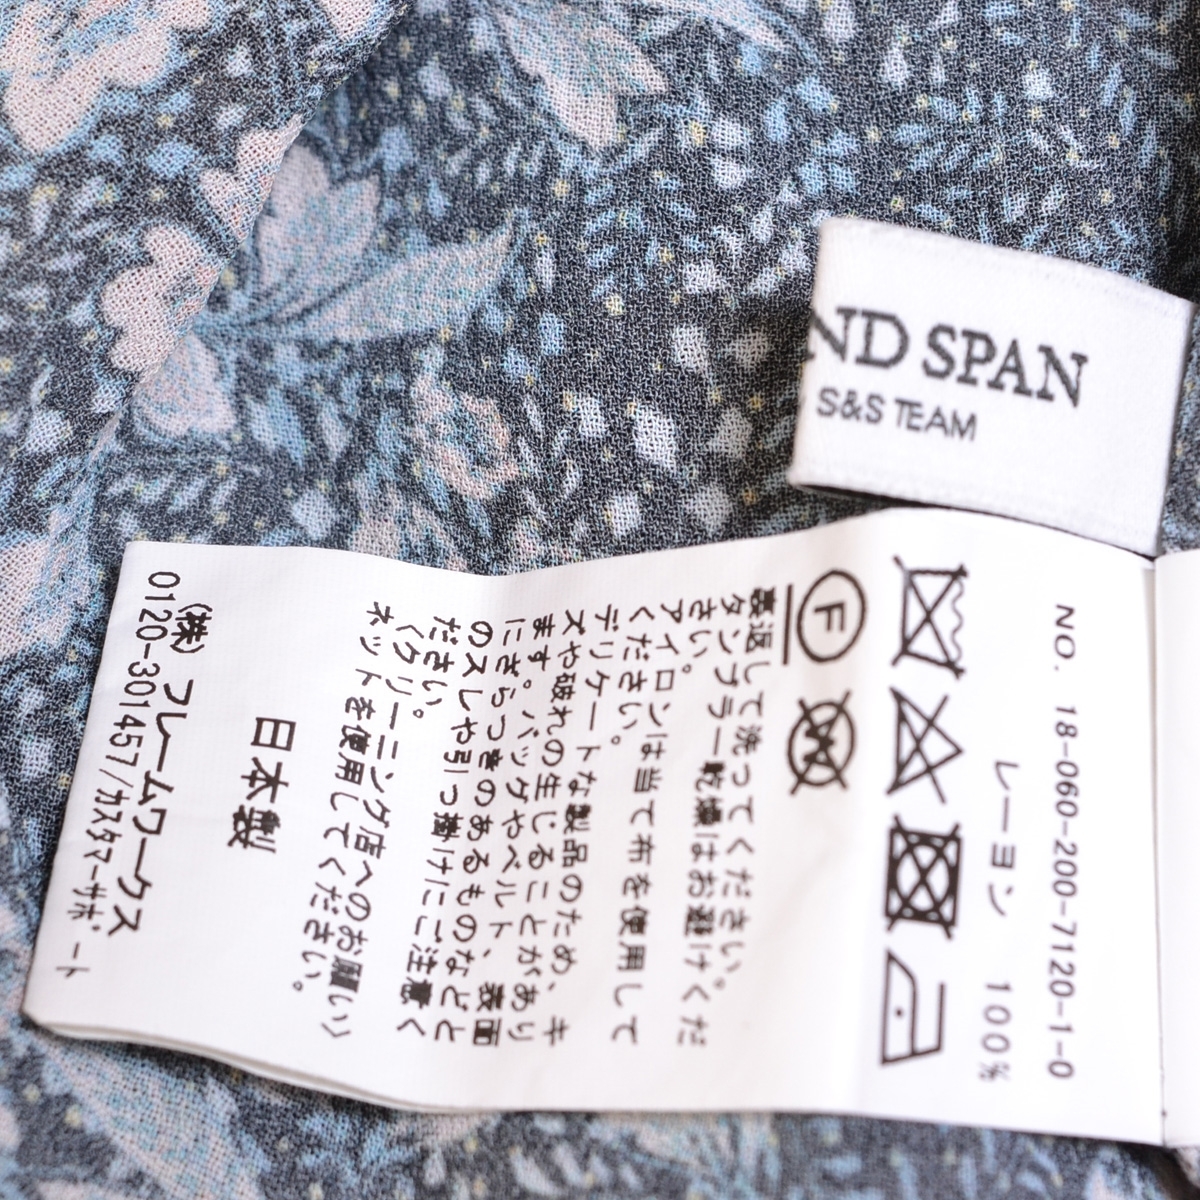 ND SPAN
S&S TEAM
NO. 18-060-200-7120-1-0
レーヨン 100%
F
W
裏返して洗ってください。
タンブラー乾燥はお避けくだ
さい。
アイロンは当て布を使用して
ください。
デリケートな製品のため、キ
ズや破れの生じることがあり
ます。バッグやベルト、表面
にざらつきのあるものなどと
のスレや引っ掛けにご注意く
ださい。
〈クリーニング店へのお願い〉
ネットを使用してください。
日本製
(株) フレームワークス
0120-301457/カスタマーサポート